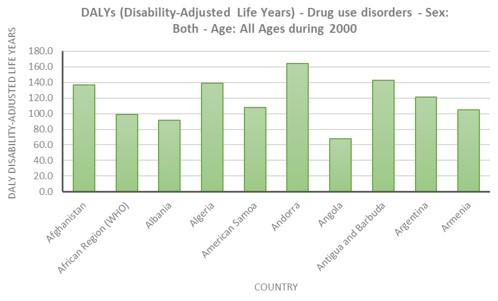 DALYs (Disability-Adjusted Life Years) - Drug use disorders - Sex:
Both - Age: All Ages during 2000
DALY DISABILITY-ADJUSTED LIFE YEARS
180.0
160.0
140.0
120.0
100.0
80.0
60.0
40.0
20.0
0.0
Afghanistan
African Region (WHO)
Albania
Algeria
American Samoa
Andorra
Angola
Antigua and Barbuda
Argentina
Armenia
COUNTRY